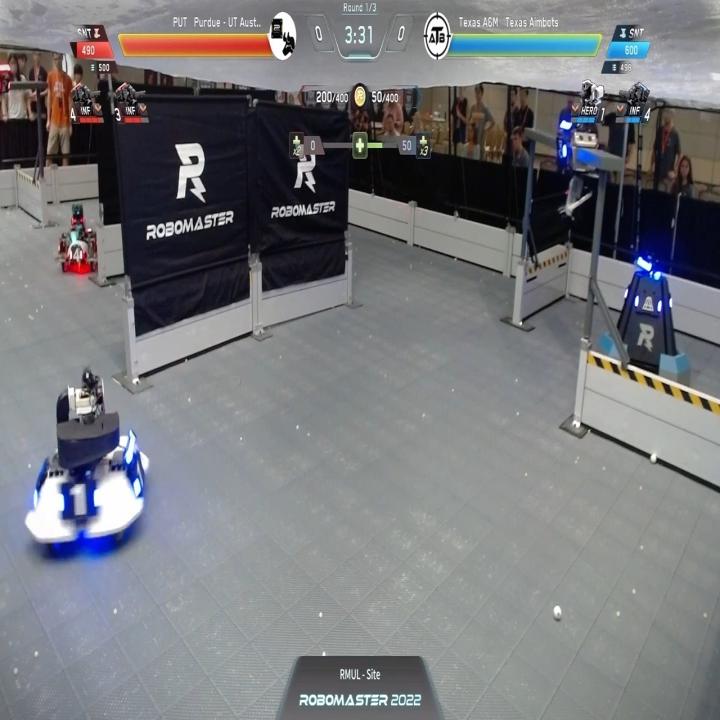 Round 1/3
PUT Purdue - UT Aust..
0
3:31
0
Texas A&M Texas Aimbots
ATB
SNT
490
500
SNT
600
496
4 INF
3 INF
200/400
50/400
HERO 1
INF 4
x2
0
50
x3
R
ROBOMASTER
R
ROBOMASTER
R
1
RMUL - Site
ROBOMASTER 2022